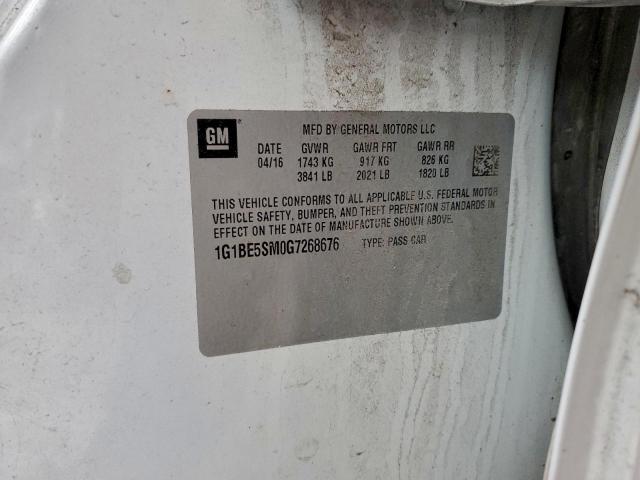 GM
MFD BY GENERAL MOTORS LLC
DATE GVWR GAWR FRT GAWR RR
04/16 1743 KG 917 KG 826 KG
3841 LB 2021 LB 1820 LB
THIS VEHICLE CONFORMS TO ALL APPLICABLE U.S. FEDERAL MOTOR
VEHICLE SAFETY, BUMPER, AND THEFT PREVENTION STANDARDS IN
EFFECT ON THE DATE OF MANUFACTURE SHOWN ABOVE.
1G1BE5SM0G7268676 TYPE: PASS CAR